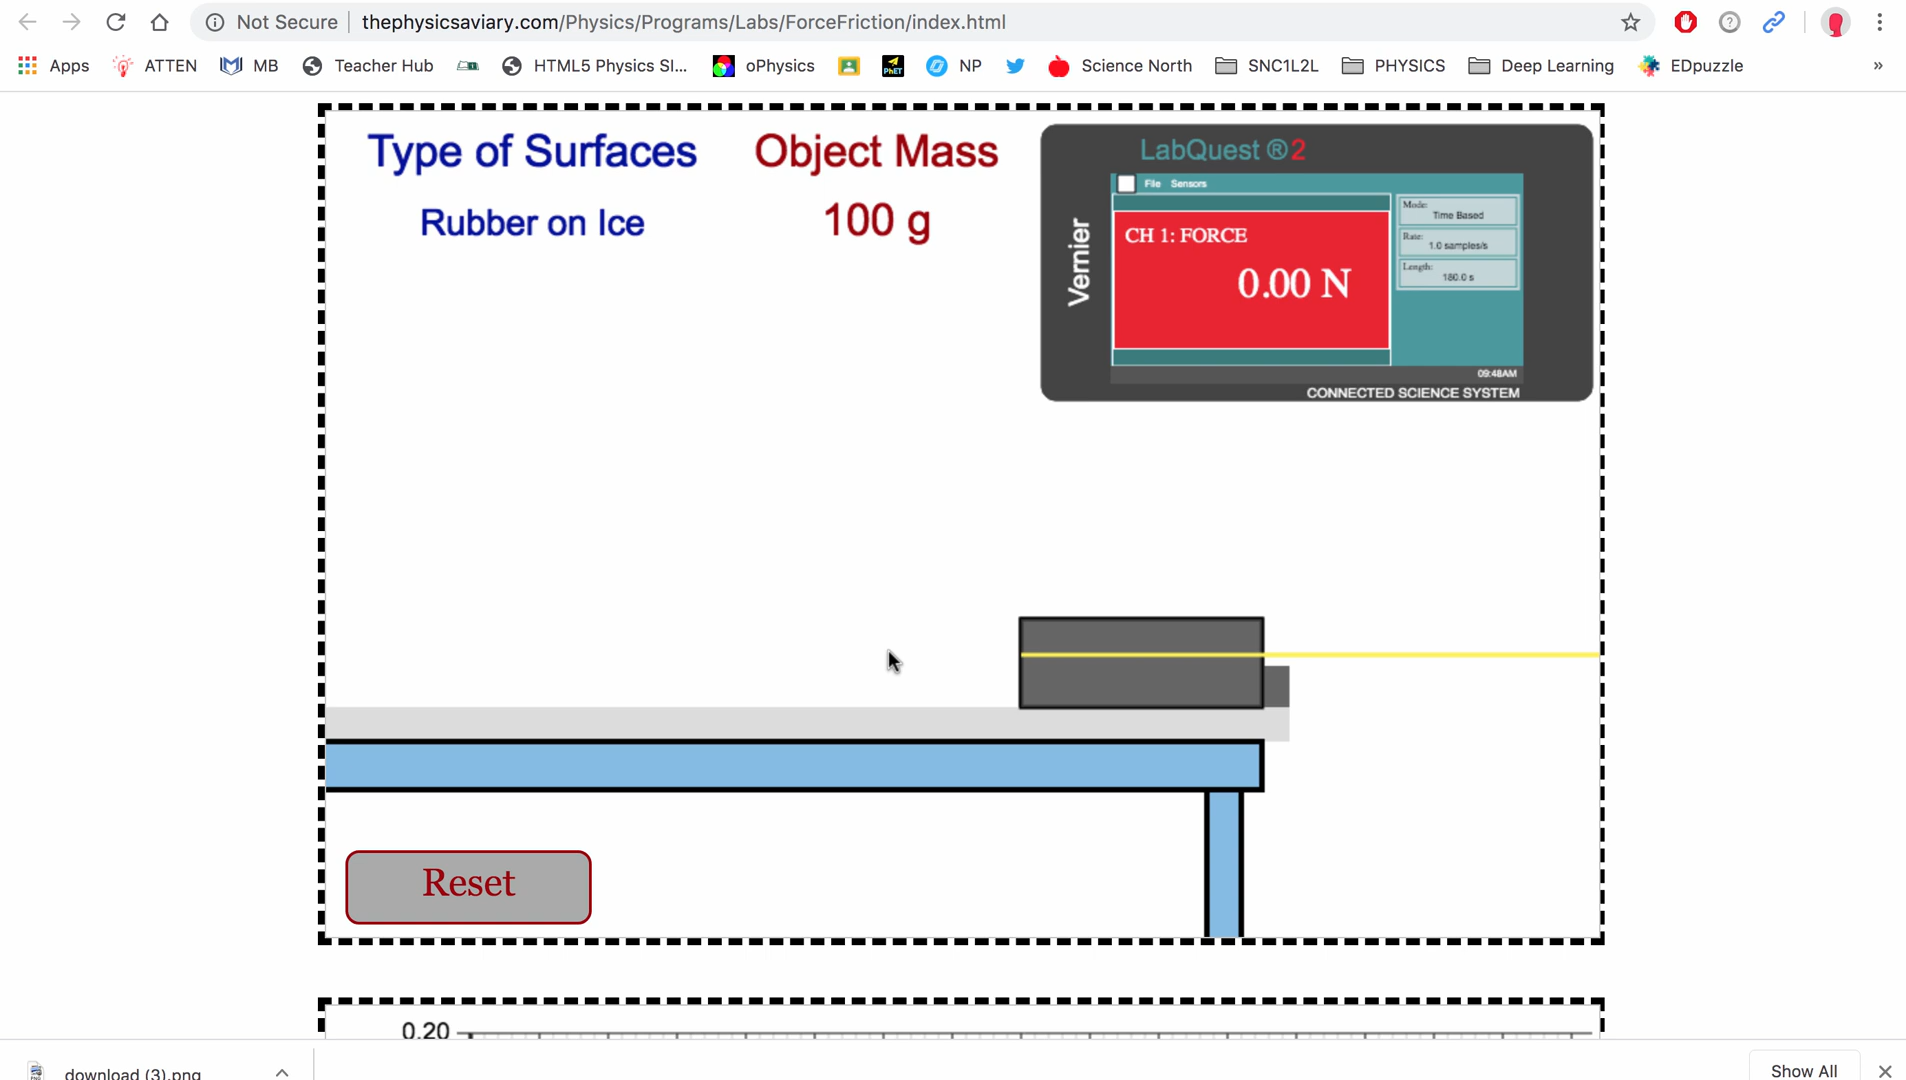 Not Secure | thephysicsaviary.com/Physics/Programs/Labs/ForceFriction/index.html
Apps ATTEN MB Teacher Hub HTML5 Physics SI... oPhysics PhET NP Science North SNC1L2L PHYSICS Deep Learning EDpuzzle »
Type of Surfaces
Rubber on Ice
Object Mass
100 g
LabQuest ®2
Vernier
File Sensors
CH 1: FORCE
0.00 N
Mode:
Time Based
Rate:
1.0 samples/s
Length:
180.0 s
09:48AM
CONNECTED SCIENCE SYSTEM
Reset
0.20
download (3).png
Show All